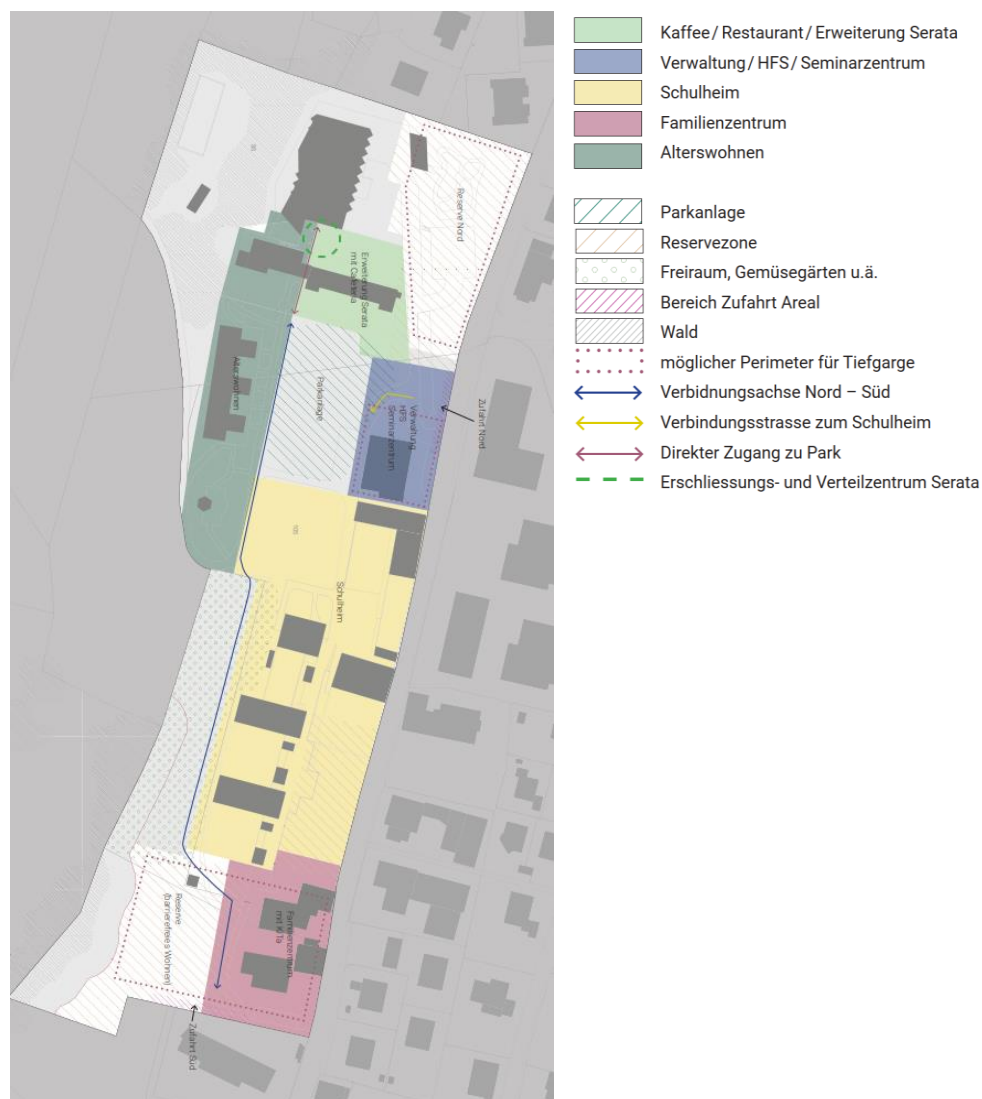 Kaffee / Restaurant / Erweiterung Serata
Verwaltung / HFS / Seminarzentrum
Schulheim
Familienzentrum
Alterswohnen
Parkanlage
Reservezone
Freiraum, Gemüsegärten u.ä.
Bereich Zufahrt Areal
Wald
möglicher Perimeter für Tiefgarge
Verbidnungsachse Nord – Süd
Verbindungsstrasse zum Schulheim
Direkter Zugang zu Park
Erschliessungs- und Verteilzentrum Serata
Reserve Nord
Erweiterung Serata
mit Cafeteria
Alterswohnen
Parkanlage
Verwaltung
HFS
Seminarzentrum
Zufahrt Nord
Schulheim
Familienzentrum
mit KiTa
Reserve
(barrierefreies Wohnen)
Zufahrt Süd